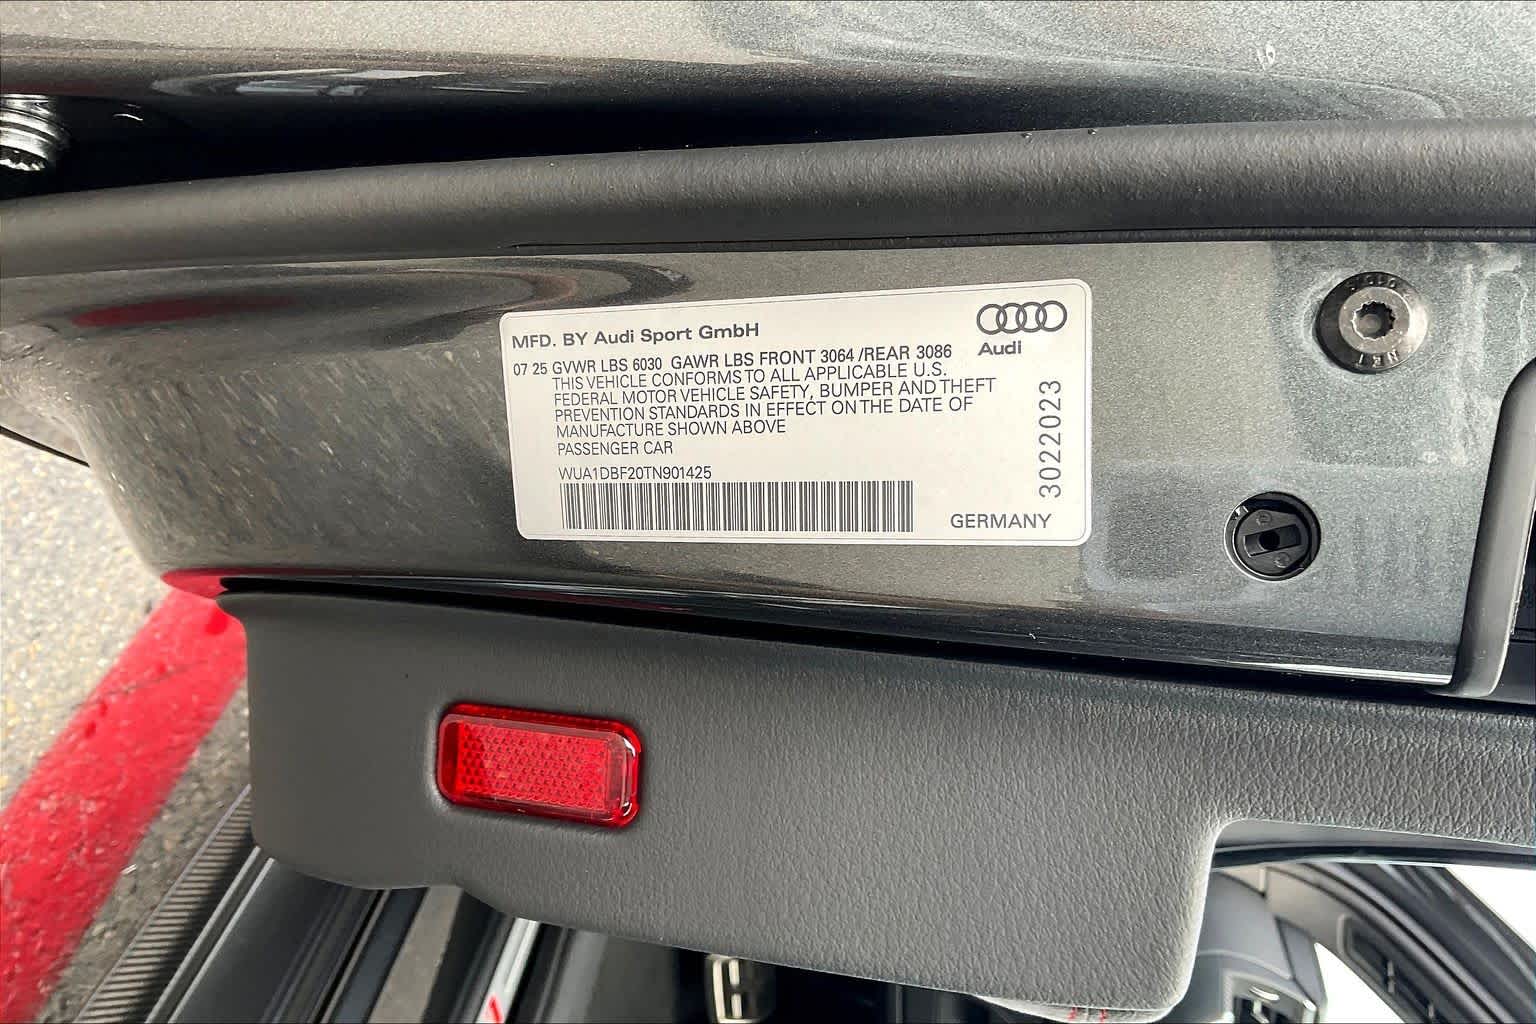 MFD. BY Audi Sport GmbH
Audi
07 25 GVWR LBS 6030 GAWR LBS FRONT 3064 /REAR 3086
THIS VEHICLE CONFORMS TO ALL APPLICABLE U.S.
FEDERAL MOTOR VEHICLE SAFETY, BUMPER AND THEFT
PREVENTION STANDARDS IN EFFECT ON THE DATE OF
MANUFACTURE SHOWN ABOVE
PASSENGER CAR
WUA1DBF20TN901425
GERMANY
3022023